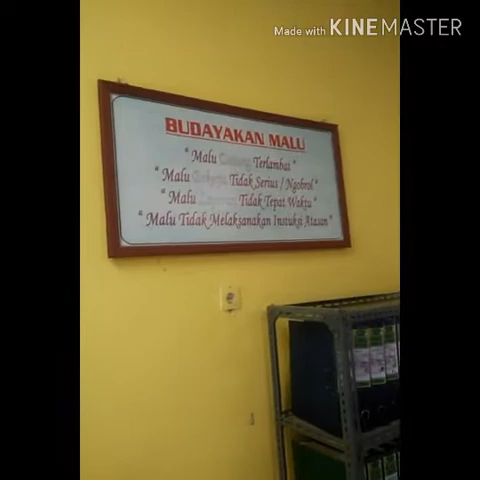 Made with KINEMASTER
BUDAYAKAN MALU
"Malu Terlambat"
"Malu Tidak Serius / Ngobrol"
"Malu Tidak Tepat Waktu"
"Malu Tidak Melaksanakan Instuksi Atasan"